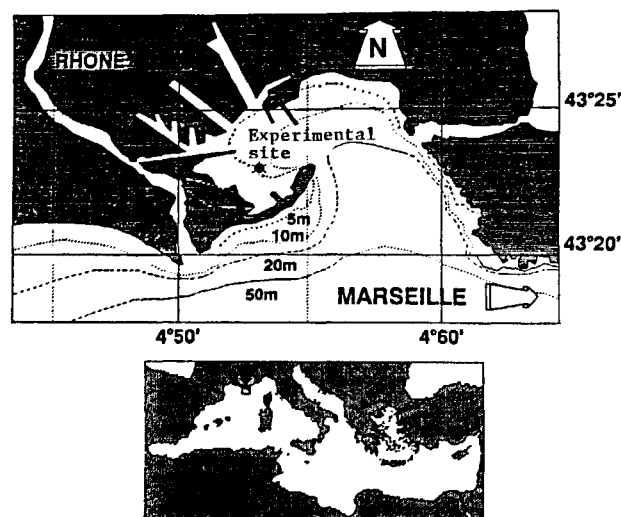 RHONE
N
43°25'
Experimental
site
5m
10m
43°20'
20m
50m
MARSEILLE
4°50'
4°60'